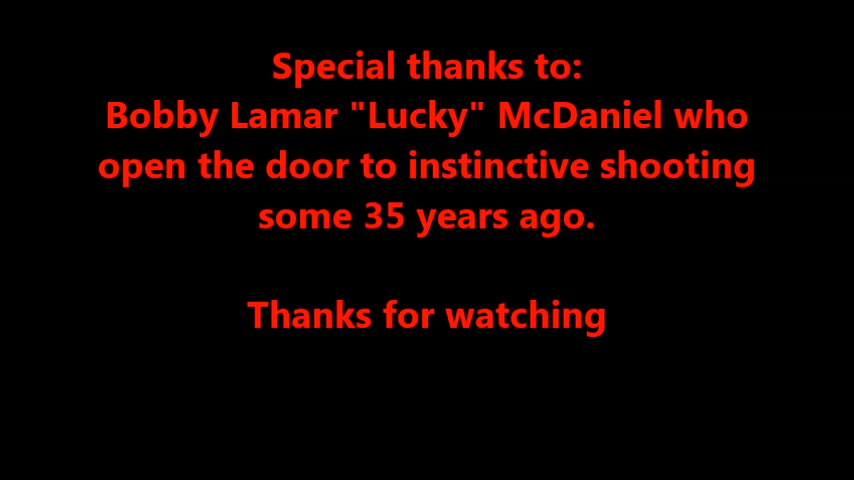 Special thanks to:
Bobby Lamar "Lucky" McDaniel who
open the door to instinctive shooting
some 35 years ago.
Thanks for watching